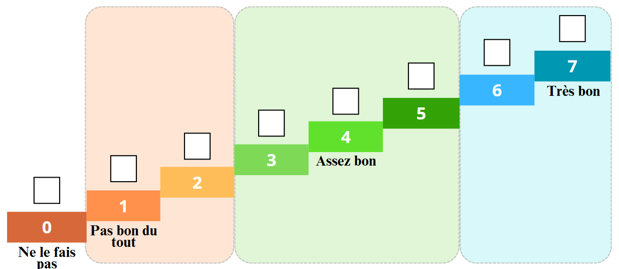 0
Ne le fais
pas
1
Pas bon du
tout
2
3
4
Assez bon
5
6
7
Très bon